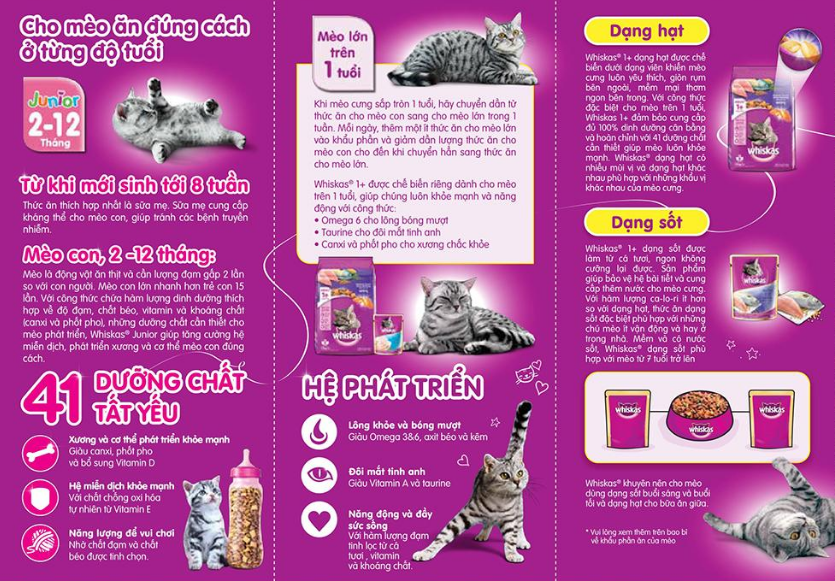 Cho mèo ăn đúng cách
ở từng độ tuổi
Junior
2-12
Tháng
Từ khi mới sinh tới 8 tuần
Thức ăn thích hợp nhất là sữa mẹ. Sữa mẹ cung cấp
kháng thể cho mèo con, giúp tránh các bệnh truyền
nhiễm.
Mèo con, 2 -12 tháng:
Mèo là động vật ăn thịt và cần lượng đạm gấp 2 lần
so với con người. Mèo con lớn nhanh hơn trẻ con 15
lần. Với công thức chứa hàm lượng dinh dưỡng thích
hợp về độ đạm, chất béo, vitamin và khoáng chất
(canxi và phốt pho), những dưỡng chất cần thiết cho
mèo phát triển, Whiskas® Junior giúp tăng cường hệ
miễn dịch, phát triển xương và cơ thể mèo con đúng
cách.
41 DƯỠNG CHẤT
TẤT YẾU
Xương và cơ thể phát triển khỏe mạnh
Giàu canxi, phốt pho
và bổ sung Vitamin D
Hệ miễn dịch khỏe mạnh
Với chất chống oxi hóa
tự nhiên từ Vitamin E
Năng lượng để vui chơi
Nhờ chất đạm và chất
béo được tinh chọn.
Mèo lớn
trên
1 tuổi
Khi mèo cưng sắp tròn 1 tuổi, hãy chuyển dần từ
thức ăn cho mèo con sang cho mèo lớn trong 1
tuần. Mỗi ngày, thêm một ít thức ăn cho mèo lớn
vào khẩu phần và giảm dần lượng thức ăn cho
mèo con cho đến khi chuyển hẳn sang thức ăn
cho mèo lớn.
Whiskas® 1+ được chế biến riêng dành cho mèo
trên 1 tuổi, giúp chúng luôn khỏe mạnh và năng
động với công thức:
• Omega 6 cho lông bóng mượt
• Taurine cho đôi mắt tinh anh
• Canxi và phốt pho cho xương chắc khỏe
whiskas
HỆ PHÁT TRIỂN
Lông khỏe và bóng mượt
Giàu Omega 3&6, axit béo và kẽm
Đôi mắt tinh anh
Giàu Vitamin A và taurine
Năng động và đầy
sức sống
Với hàm lượng đạm
tinh lọc từ cá
tươi , vitamin
và khoáng chất.
Dạng hạt
Whiskas® 1+ dạng hạt được chế
biến dưới dạng viên khiến mèo
cưng luôn yêu thích, giòn rụm
bên ngoài, mềm mại thơm
ngon bên trong. Với công thức
đặc biệt cho mèo trên 1 tuổi,
Whiskas 1+ đảm bảo cung cấp
đủ 100% dinh dưỡng cân bằng
và hoàn chỉnh với 41 dưỡng chất
cần thiết giúp mèo luôn khỏe
mạnh. Whiskas® dạng hạt có
nhiều mùi vị và dạng hạt khác
nhau phù hợp với những khẩu vị
khác nhau của mèo cưng.
1+
whiskas
Dạng sốt
Whiskas® 1+ dạng sốt được
làm từ cá tươi, ngon không
cưỡng lại được. Sản phẩm
giúp bảo vệ hệ bài tiết và cung
cấp thêm nước cho mèo cưng.
Với hàm lượng ca-lo-ri ít hơn
so với dạng hạt, thức ăn dạng
sốt đặc biệt phù hợp với những
chú mèo ít vận động và hay ở
trong nhà. Mềm và có nước
sốt, Whiskas® dạng sốt phù
hợp với mèo từ 7 tuổi trở lên
whiskas
whiskas
whiskas
whiskas
Whiskas® khuyên nên cho mèo
dùng dạng sốt buổi sáng và buổi
tối và dạng hạt cho bữa ăn giữa.
* Vui lòng xem thêm trên bao bì
về khẩu phần ăn của mèo